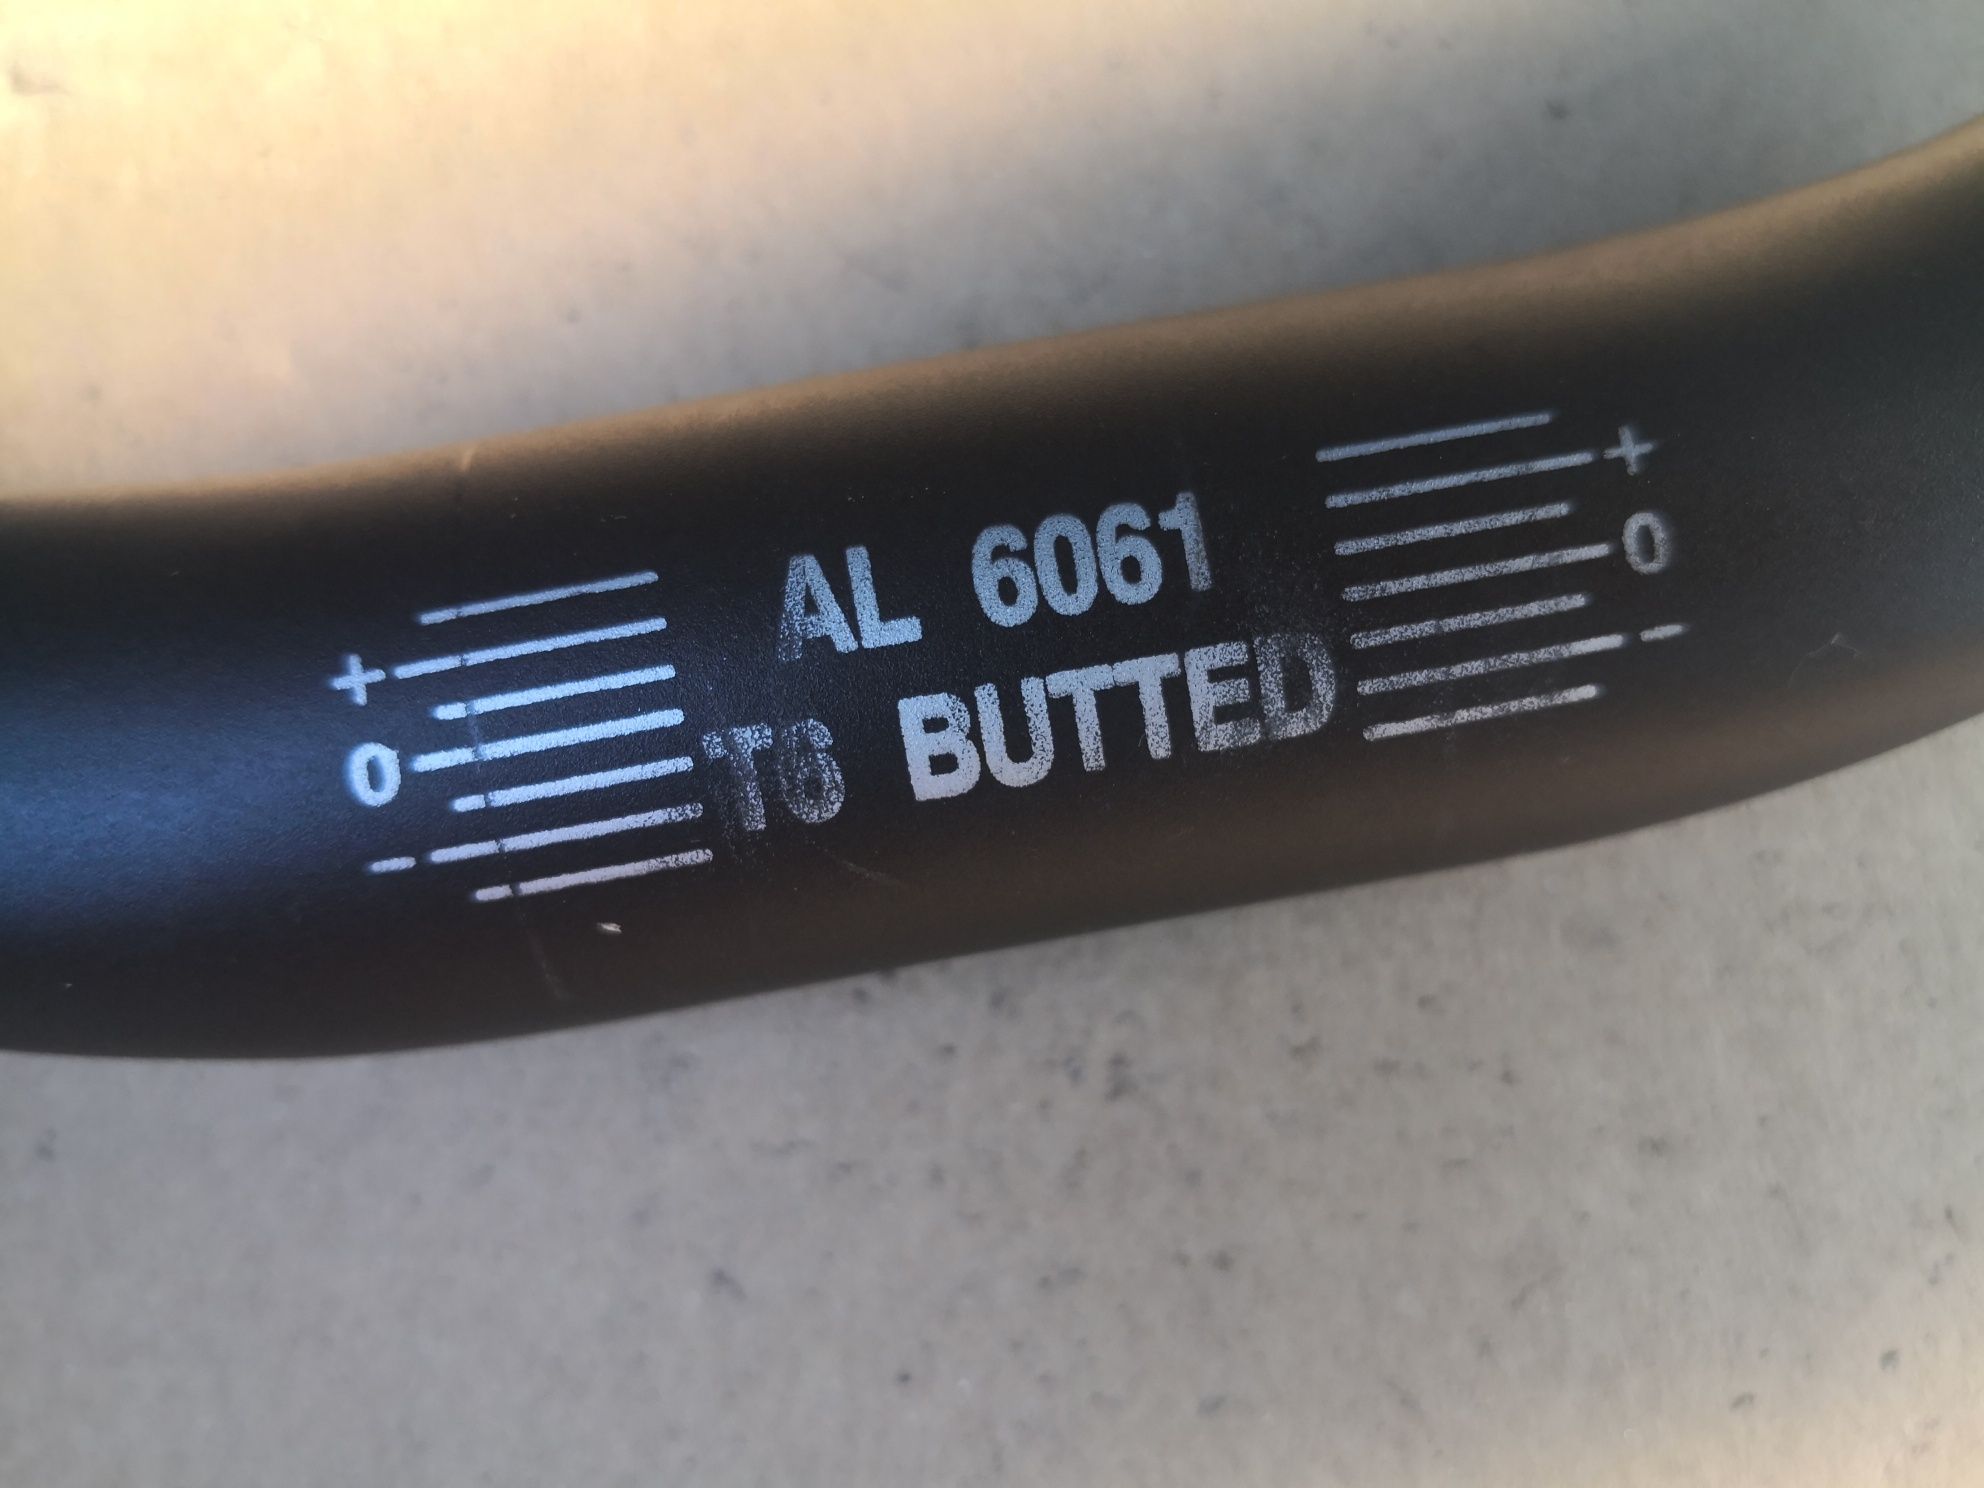 + AL 6061 +
0 T6 BUTTED 0
- -